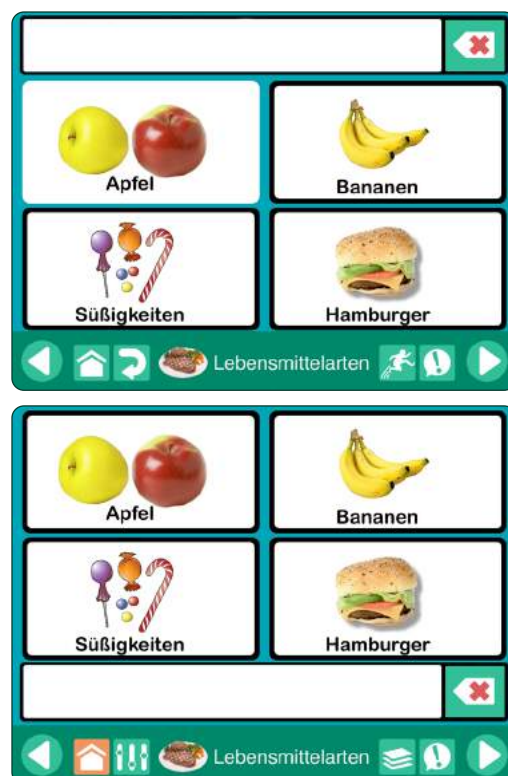 Apfel
Bananen
Süßigkeiten
Hamburger
Lebensmittelarten
Apfel
Bananen
Süßigkeiten
Hamburger
Lebensmittelarten